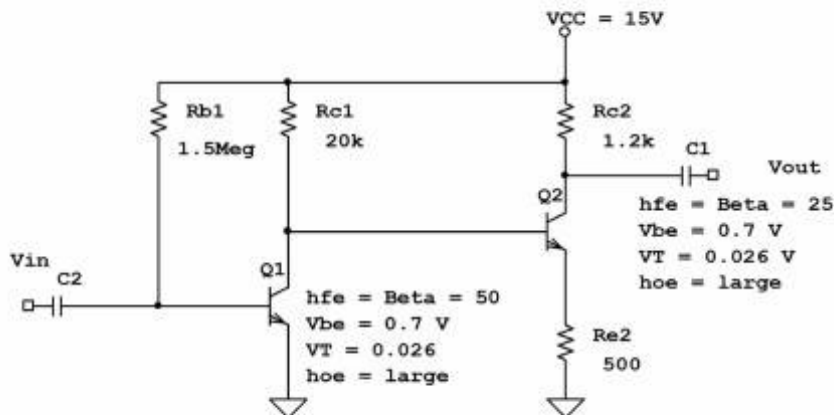 VCC = 15V
Rb1
1.5Meg
Rc1
20k
Rc2
1.2k
C1
Vout
Q2
hfe = Beta = 25
Vbe = 0.7 V
VT = 0.026 V
hoe = large
Vin
C2
Q1
hfe = Beta = 50
Vbe = 0.7 V
VT = 0.026
hoe = large
Re2
500